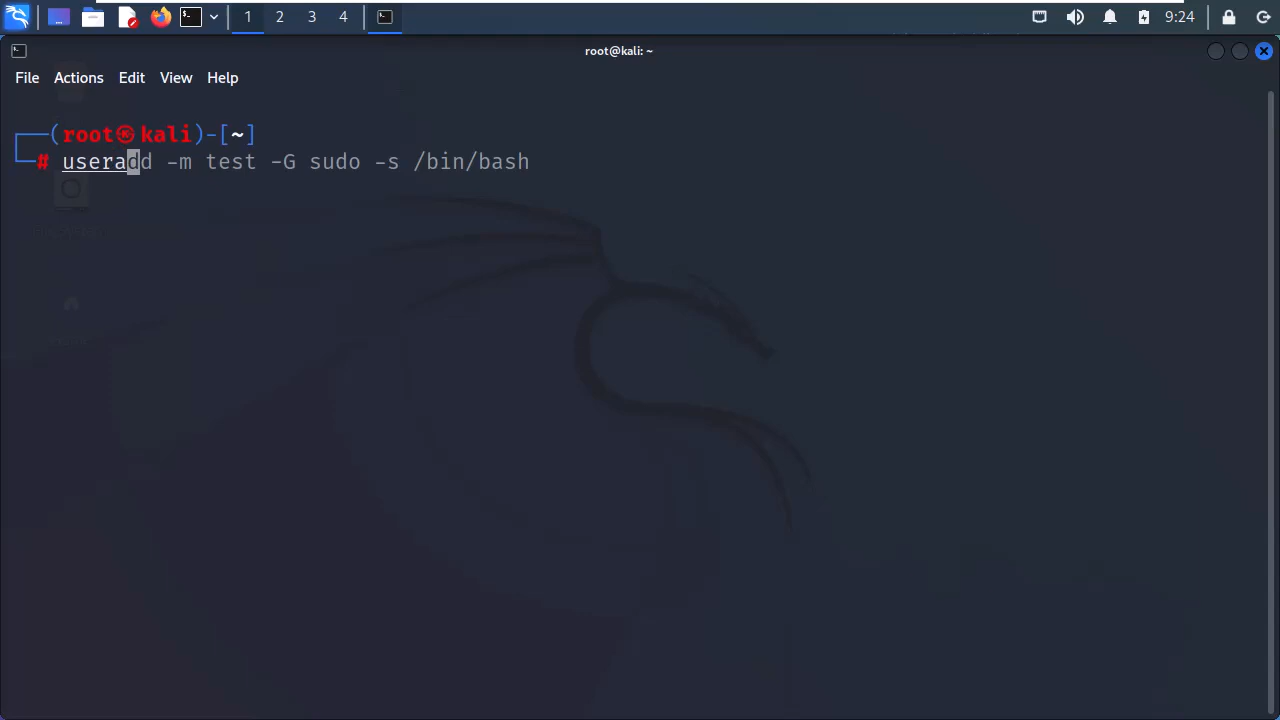 1 2 3 4 9:24
root@kali: ~
File Actions Edit View Help
┌──(root㉿kali)-[~]
└─# useradd -m test -G sudo -s /bin/bash